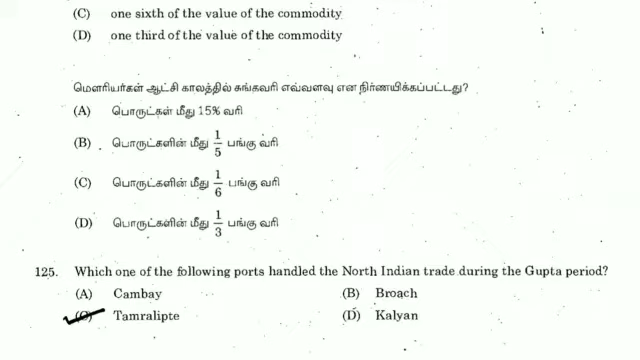 (C) one sixth of the value of the commodity
(D) one third of the value of the commodity
மௌரியர்கள் ஆட்சி காலத்தில் சுங்கவரி எவ்வளவு என நிர்ணயிக்கப்பட்டது?
(A) பொருட்கள் மீது 15% வரி
(B) பொருட்களின் மீது 1/5 பங்கு வரி
(C) பொருட்களின் மீது 1/6 பங்கு வரி
(D) பொருட்களின் மீது 1/3 பங்கு வரி
125. Which one of the following ports handled the North Indian trade during the Gupta period?
(A) Cambay (B) Broach
(C) Tamralipte (D) Kalyan